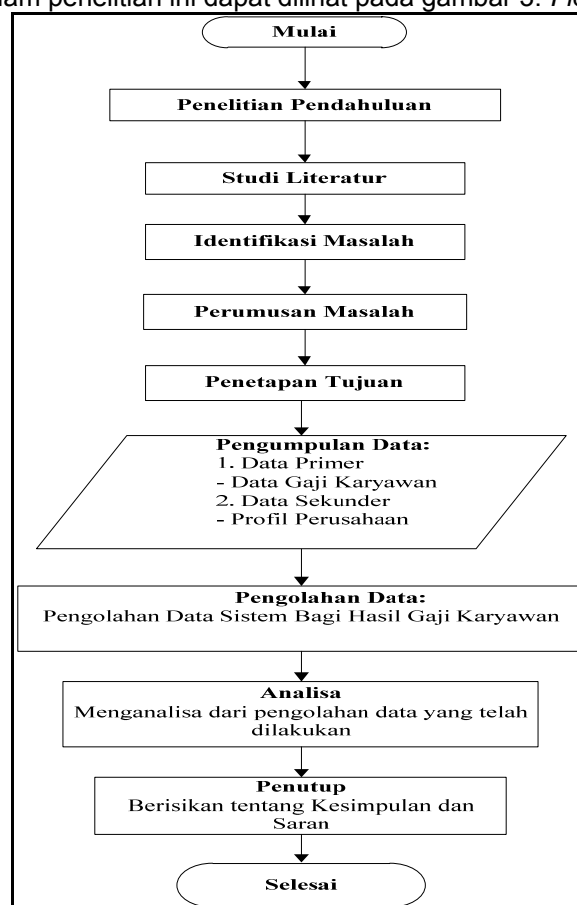 am penelitian ini dapat dilihat pada gambar 3.
Mulai
Penelitian Pendahuluan
Studi Literatur
Identifikasi Masalah
Perumusan Masalah
Penetapan Tujuan
Pengumpulan Data:
1. Data Primer
- Data Gaji Karyawan
2. Data Sekunder
- Profil Perusahaan
Pengolahan Data:
Pengolahan Data Sistem Bagi Hasil Gaji Karyawan
Analisa
Menganalisa dari pengolahan data yang telah
dilakukan
Penutup
Berisikan tentang Kesimpulan dan
Saran
Selesai